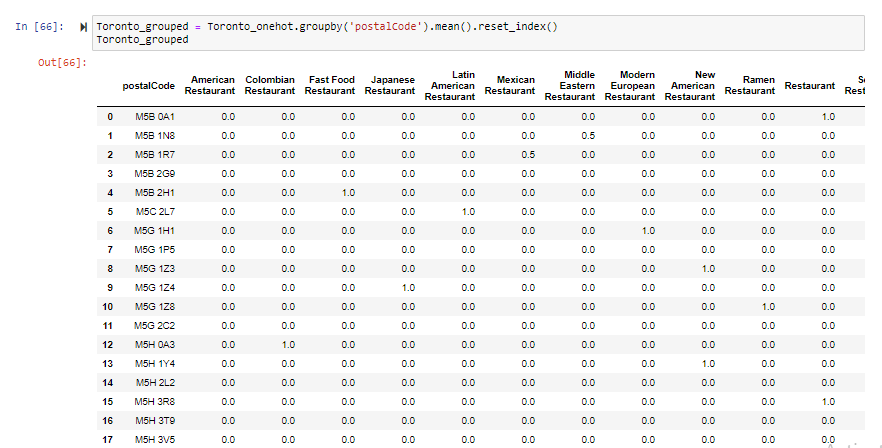 In [66]: Toronto_grouped = Toronto_onehot.groupby('postalCode').mean().reset_index()
Toronto_grouped
Out[66]:
postalCode American Restaurant Colombian Restaurant Fast Food Restaurant Japanese Restaurant Latin American Restaurant Mexican Restaurant Middle Eastern Restaurant Modern European Restaurant New American Restaurant Ramen Restaurant Restaurant
0 M5B 0A1 0.0 0.0 0.0 0.0 0.0 0.0 0.0 0.0 0.0 0.0 1.0
1 M5B 1N8 0.0 0.0 0.0 0.0 0.0 0.0 0.5 0.0 0.0 0.0 0.0
2 M5B 1R7 0.0 0.0 0.0 0.0 0.0 0.5 0.0 0.0 0.0 0.0 0.0
3 M5B 2G9 0.0 0.0 0.0 0.0 0.0 0.0 0.0 0.0 0.0 0.0 0.0
4 M5B 2H1 0.0 0.0 1.0 0.0 0.0 0.0 0.0 0.0 0.0 0.0 0.0
5 M5C 2L7 0.0 0.0 0.0 0.0 1.0 0.0 0.0 0.0 0.0 0.0 0.0
6 M5G 1H1 0.0 0.0 0.0 0.0 0.0 0.0 0.0 1.0 0.0 0.0 0.0
7 M5G 1P5 0.0 0.0 0.0 0.0 0.0 0.0 0.0 0.0 0.0 0.0 0.0
8 M5G 1Z3 0.0 0.0 0.0 0.0 0.0 0.0 0.0 0.0 1.0 0.0 0.0
9 M5G 1Z4 0.0 0.0 0.0 1.0 0.0 0.0 0.0 0.0 0.0 0.0 0.0
10 M5G 1Z8 0.0 0.0 0.0 0.0 0.0 0.0 0.0 0.0 0.0 1.0 0.0
11 M5G 2C2 0.0 0.0 0.0 0.0 0.0 0.0 0.0 0.0 0.0 0.0 0.0
12 M5H 0A3 0.0 1.0 0.0 0.0 0.0 0.0 0.0 0.0 0.0 0.0 0.0
13 M5H 1Y4 0.0 0.0 0.0 0.0 0.0 0.0 0.0 0.0 1.0 0.0 0.0
14 M5H 2L2 0.0 0.0 0.0 0.0 0.0 0.0 0.0 0.0 0.0 0.0 0.0
15 M5H 3R8 0.0 0.0 0.0 0.0 0.0 0.0 0.0 0.0 0.0 0.0 1.0
16 M5H 3T9 0.0 0.0 0.0 0.0 0.0 0.0 0.0 0.0 0.0 0.0 0.0
17 M5H 3V5 0.0 0.0 0.0 0.0 0.0 0.0 0.0 0.0 0.0 0.0 0.0